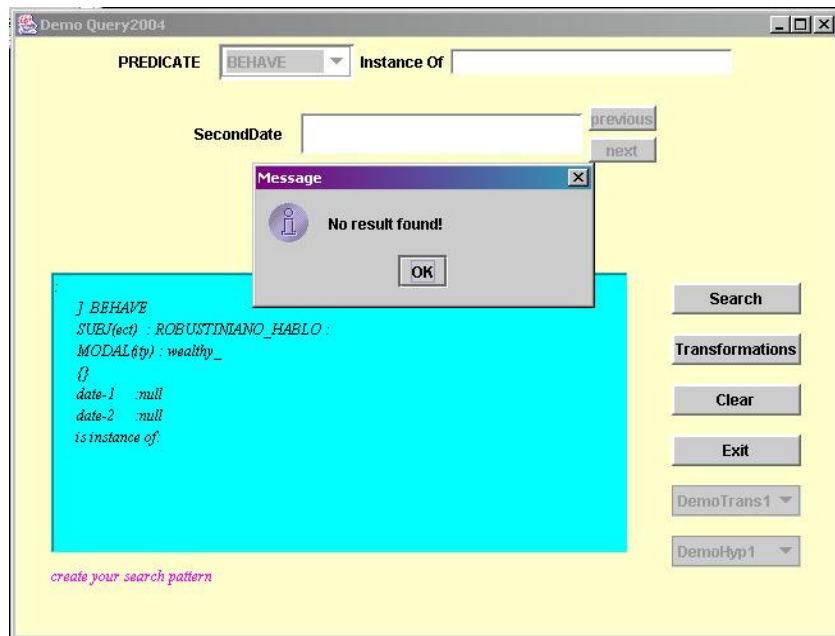 Demo Query2004
PREDICATE BEHAVE Instance Of
SecondDate
previous
next
Message
No result found!
OK
:
] BEHAVE
SUBJ(ect) : ROBUSTINIANO_HABLO :
MODAL(ity) : wealthy_
{}
date-1 :null
date-2 :null
is instance of:
Search
Transformations
Clear
Exit
DemoTrans1
DemoHyp1
create your search pattern